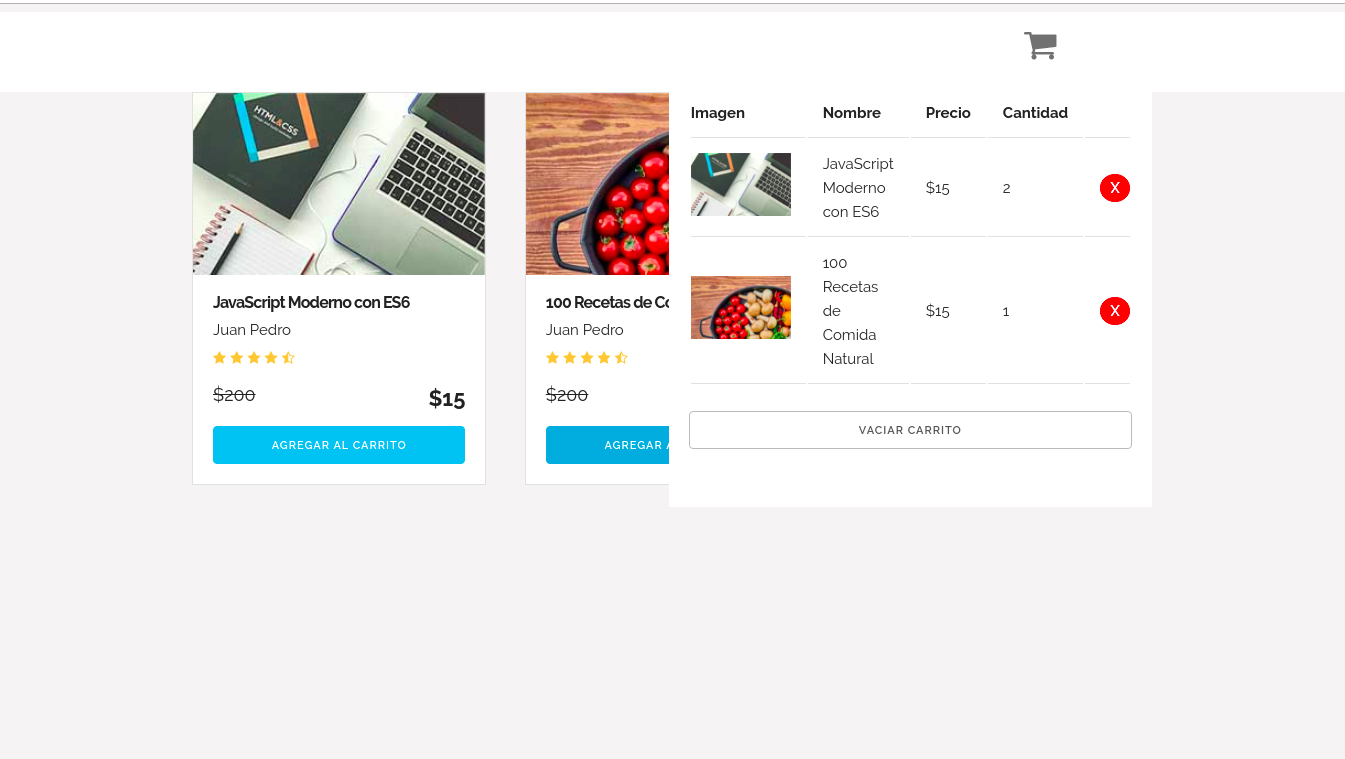 HTML&CSS
JavaScript Moderno con ES6
Juan Pedro
$200
$15
AGREGAR AL CARRITO
100 Recetas de Co
Juan Pedro
$200
AGREGAR A
Imagen Nombre Precio Cantidad
JavaScript
Moderno
con ES6
$15 2 X
100
Recetas
de
Comida
Natural
$15 1 X
VACIAR CARRITO